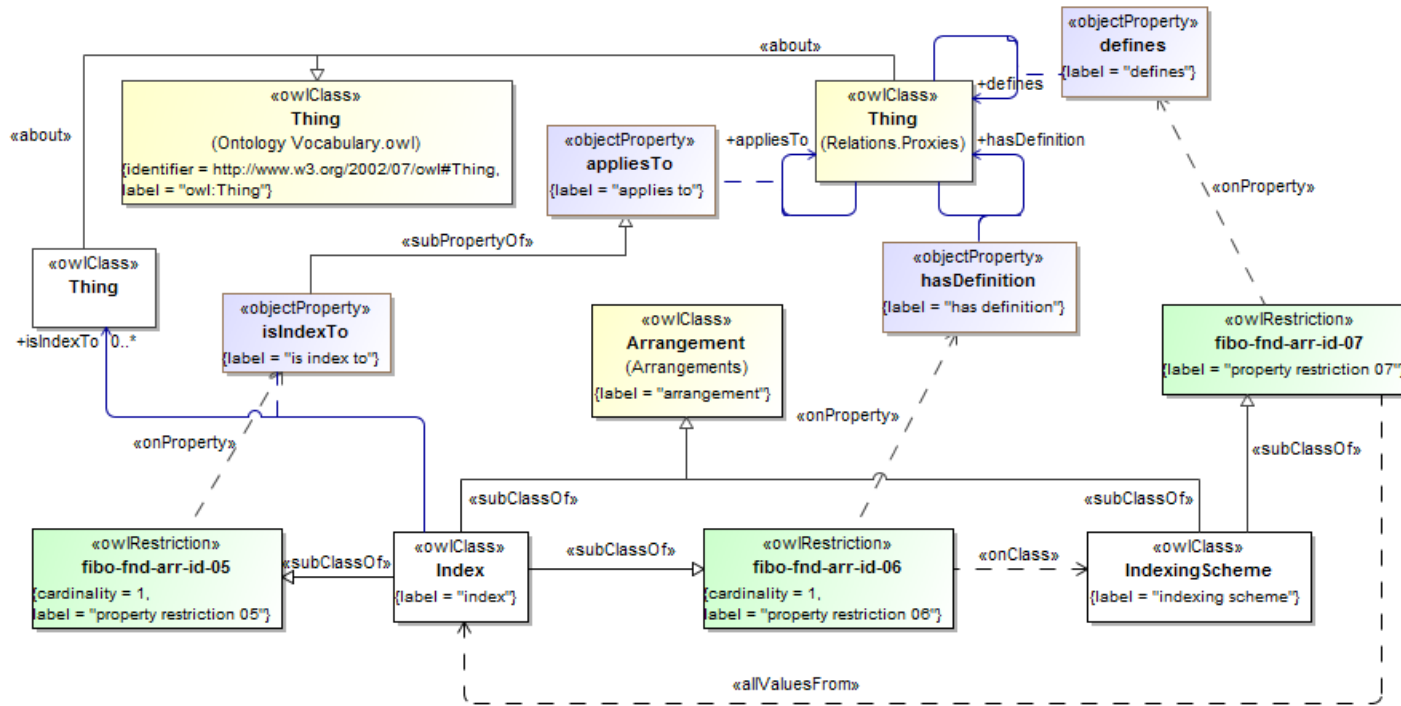 «objectProperty»
defines
{label = "defines"}
«about»
«owlClass»
Thing
(Ontology Vocabulary.owl)
{identifier = http://www.w3.org/2002/07/owl#Thing,
label = "owl:Thing"}
«owlClass»
Thing
(Relations.Proxies)
+defines
+appliesTo
+hasDefinition
«about»
«objectProperty»
appliesTo
{label = "applies to"}
«onProperty»
«subPropertyOf»
«owlClass»
Thing
+isIndexTo 0..*
«objectProperty»
hasDefinition
{label = "has definition"}
«objectProperty»
isIndexTo
{label = "is index to"}
«owlClass»
Arrangement
(Arrangements)
{label = "arrangement"}
«owlRestriction»
fibo-fnd-arr-id-07
{label = "property restriction 07"}
«onProperty»
«onProperty»
«subClassOf»
«subClassOf»
«subClassOf»
«owlRestriction»
fibo-fnd-arr-id-05
{cardinality = 1,
label = "property restriction 05"}
«subClassOf»
«owlClass»
Index
{label = "index"}
«subClassOf»
«owlRestriction»
fibo-fnd-arr-id-06
{cardinality = 1,
label = "property restriction 06"}
«onClass»
«owlClass»
IndexingScheme
{label = "indexing scheme"}
«allValuesFrom»